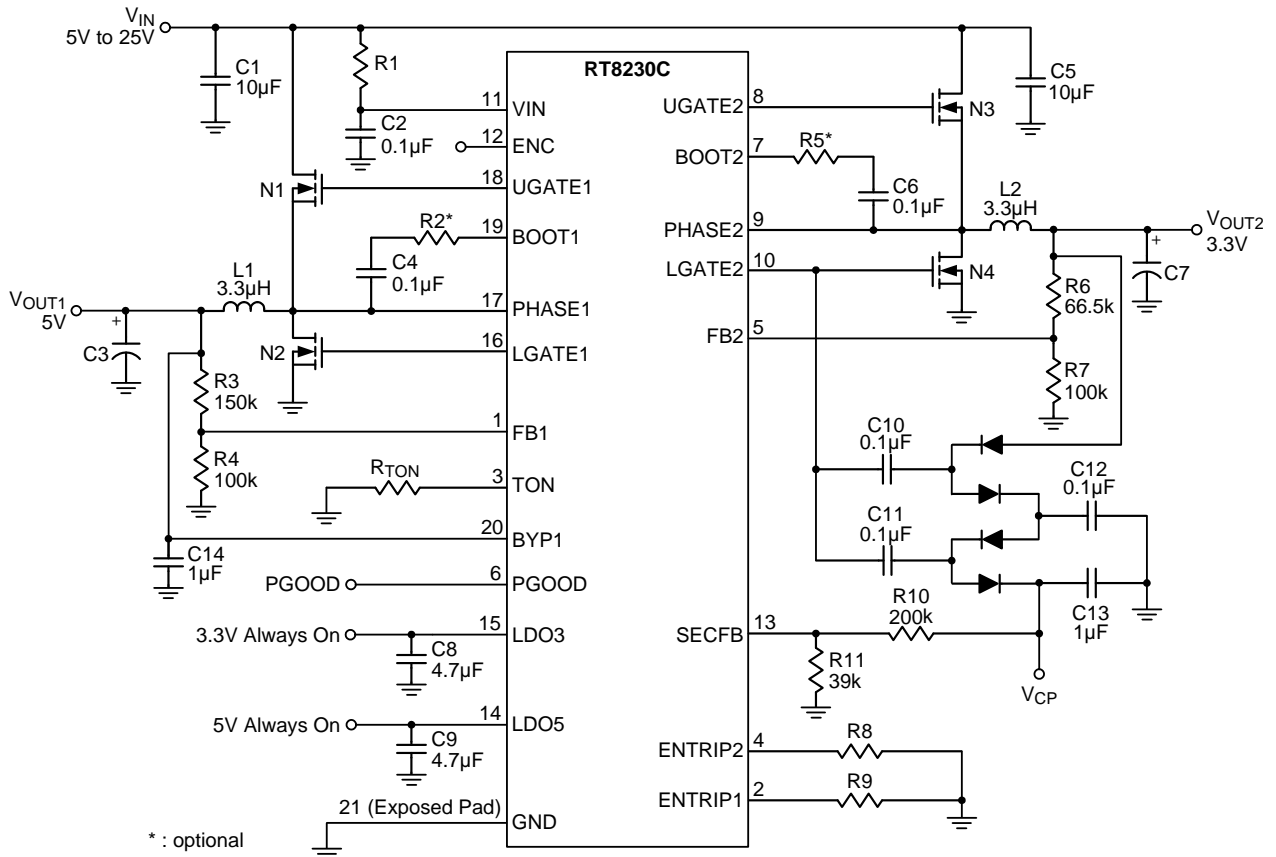 VIN
5V to 25V
C1
10µF
R1
C2
0.1µF
RT8230C
11
VIN
12
ENC
N1
18
UGATE1
R2*
19
BOOT1
C4
0.1µF
L1
3.3µH
VOUT1
5V
C3
+
17
PHASE1
N2
16
LGATE1
R3
150k
1
FB1
R4
100k
RTON
3
TON
20
BYP1
C14
1µF
PGOOD
6
PGOOD
3.3V Always On
15
LDO3
C8
4.7µF
5V Always On
14
LDO5
C9
4.7µF
21 (Exposed Pad)
GND
* : optional
UGATE2
8
N3
C5
10µF
BOOT2
7
R5*
C6
0.1µF
L2
3.3µH
PHASE2
9
VOUT2
3.3V
LGATE2
10
N4
+
C7
R6
66.5k
FB2
5
R7
100k
C10
0.1µF
C12
0.1µF
C11
0.1µF
C13
1µF
R10
200k
SECFB
13
R11
39k
VCP
ENTRIP2
4
R8
ENTRIP1
2
R9